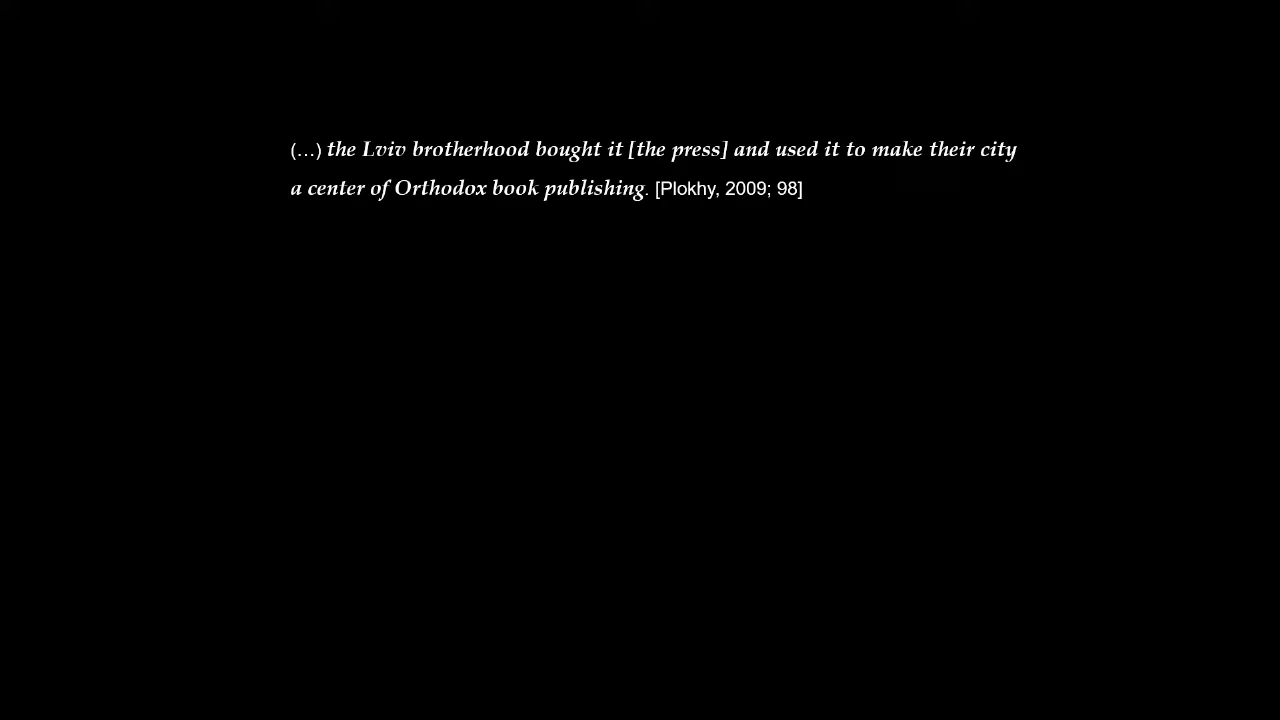 (…) the Lviv brotherhood bought it [the press] and used it to make their city
a center of Orthodox book publishing. [Plokhy, 2009; 98]